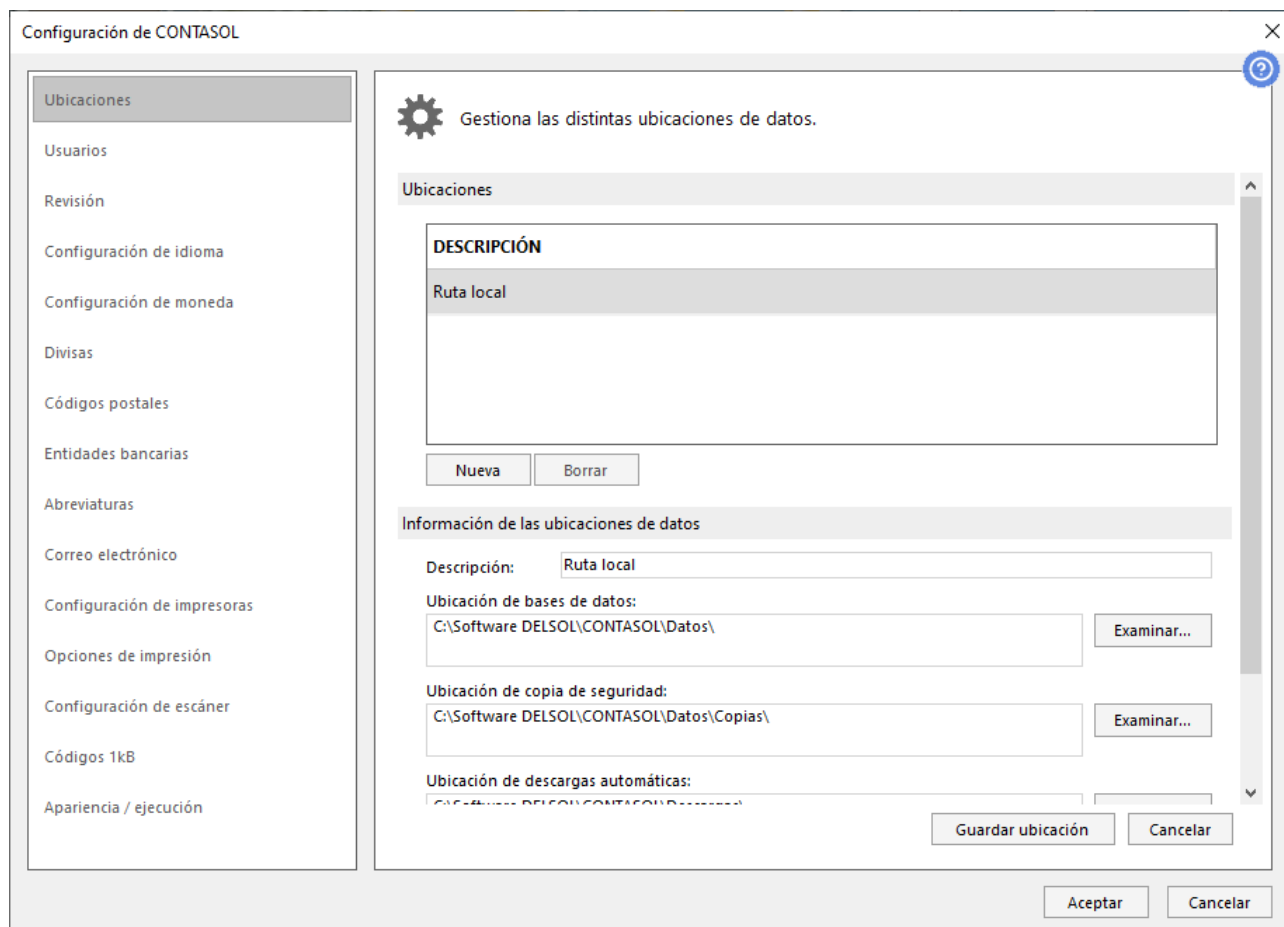 Configuración de CONTASOL
Ubicaciones
Usuarios
Revisión
Configuración de idioma
Configuración de moneda
Divisas
Códigos postales
Entidades bancarias
Abreviaturas
Correo electrónico
Configuración de impresoras
Opciones de impresión
Configuración de escáner
Códigos 1kB
Apariencia / ejecución
Gestiona las distintas ubicaciones de datos.
Ubicaciones
DESCRIPCIÓN
Ruta local
Nueva Borrar
Información de las ubicaciones de datos
Descripción: Ruta local
Ubicación de bases de datos:
C:\Software DELSOL\CONTASOL\Datos\
Examinar...
Ubicación de copia de seguridad:
C:\Software DELSOL\CONTASOL\Datos\Copias\
Examinar...
Ubicación de descargas automáticas:
C:\Software DELSOL\CONTASOL\Descargas\
Guardar ubicación Cancelar
Aceptar Cancelar